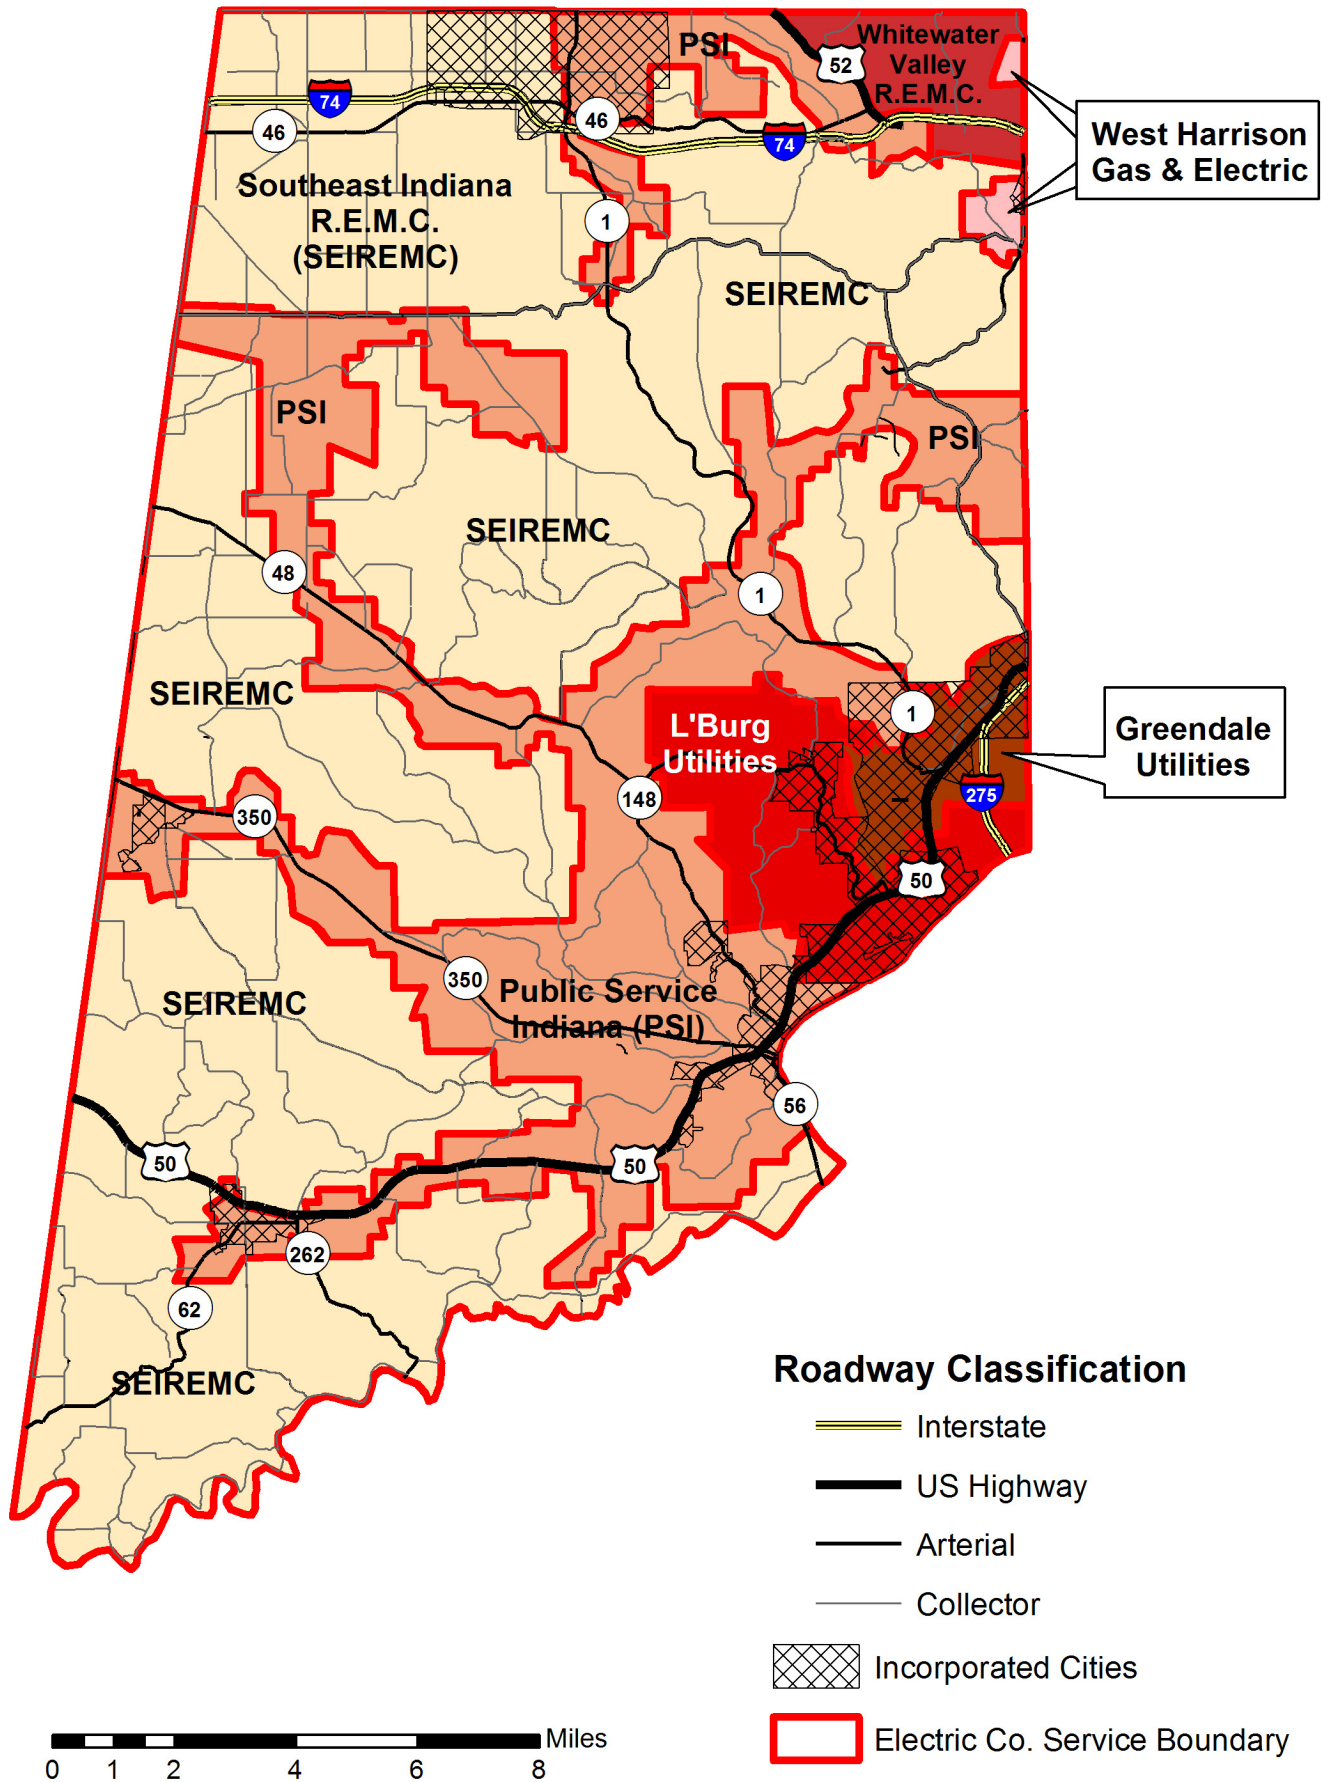 PSI
Whitewater
Valley
R.E.M.C.
52
74
46
46
74
West Harrison
Gas & Electric
Southeast Indiana
R.E.M.C.
(SEIREMC)
1
SEIREMC
PSI
PSI
SEIREMC
48
1
SEIREMC
L'Burg
Utilities
1
Greendale
Utilities
148
275
350
50
350
Public Service
Indiana (PSI)
SEIREMC
56
50
50
262
62
SEIREMC
Roadway Classification
Interstate
US Highway
Arterial
Collector
Incorporated Cities
Electric Co. Service Boundary
Miles
0 1 2 4 6 8